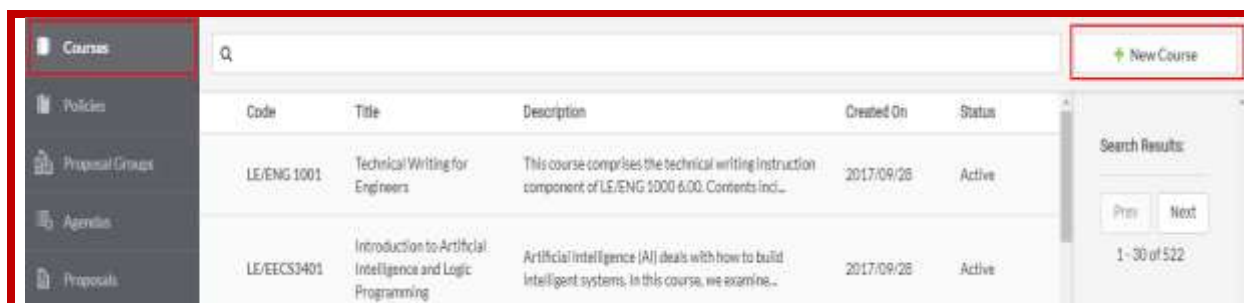 Courses
New Course
Policies
Code Title Description Created On Status
Search Results:
Proposal Groups
LE/ENG 1001
Technical Writing for
Engineers
This course comprises the technical writing instruction
component of LE/ENG 1000 6.00. Contents incl...
2017/09/28
Active
Prev Next
1 - 30 of 522
Agendas
Proposals
LE/EECS3401
Introduction to Artificial
Intelligence and Logic
Programming
Artificial Intelligence (AI) deals with how to build
intelligent systems. In this course, we examine...
2017/09/28
Active